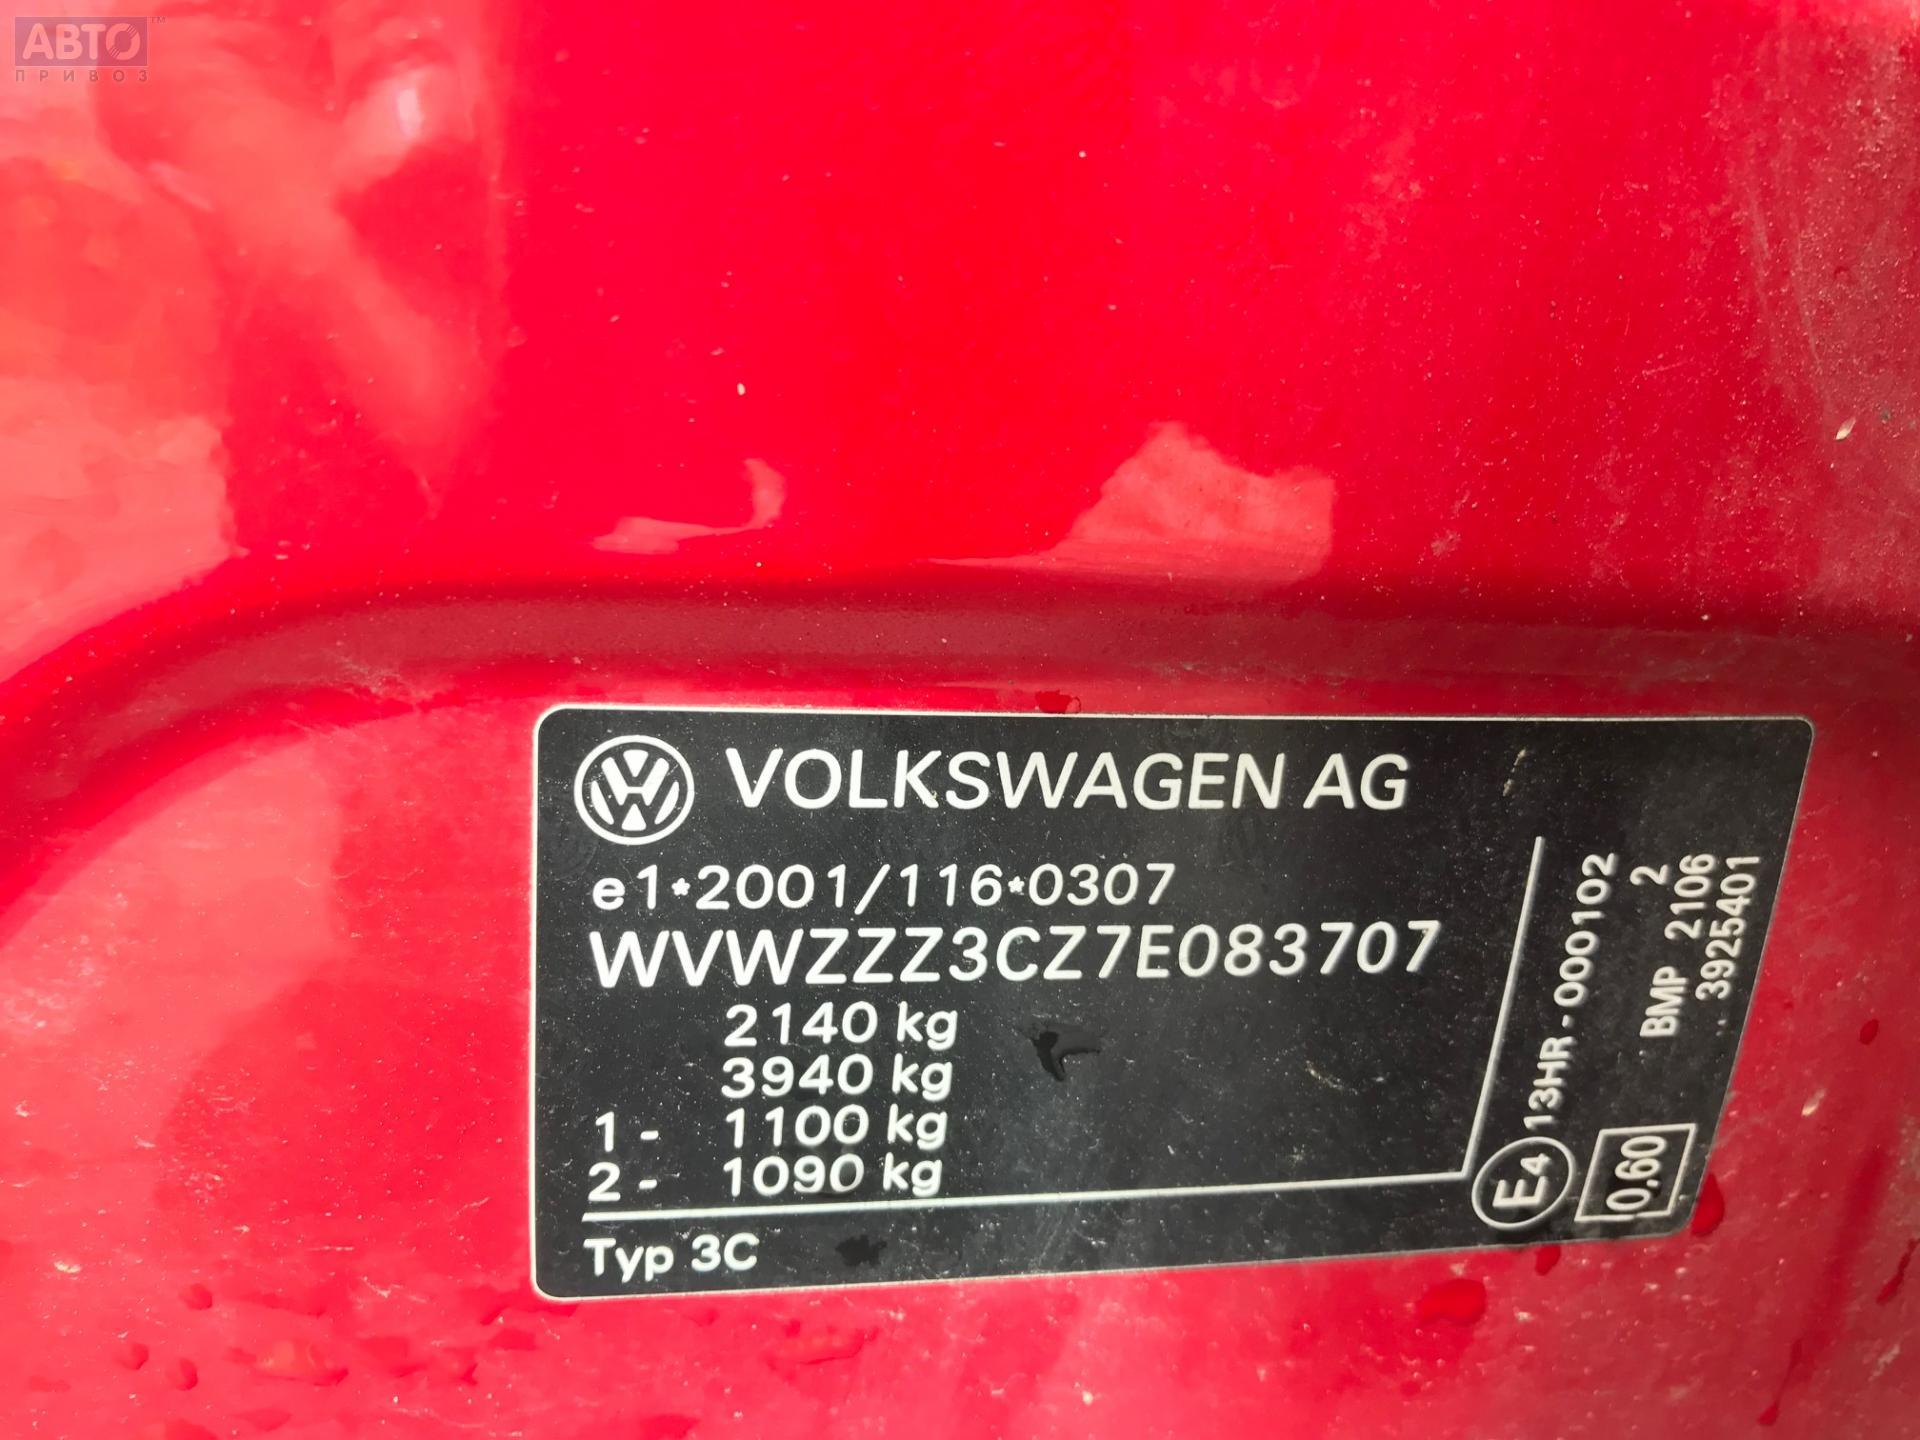 АВТО™
ПРИВОЗ
VOLKSWAGEN AG
e1*2001/116*0307
WVWZZZ3CZ7E083707
2140 kg
3940 kg
1 - 1100 kg
2 - 1090 kg
Typ 3C
E4 13HR - 000102
0,60
BMP 2
2106
3925401